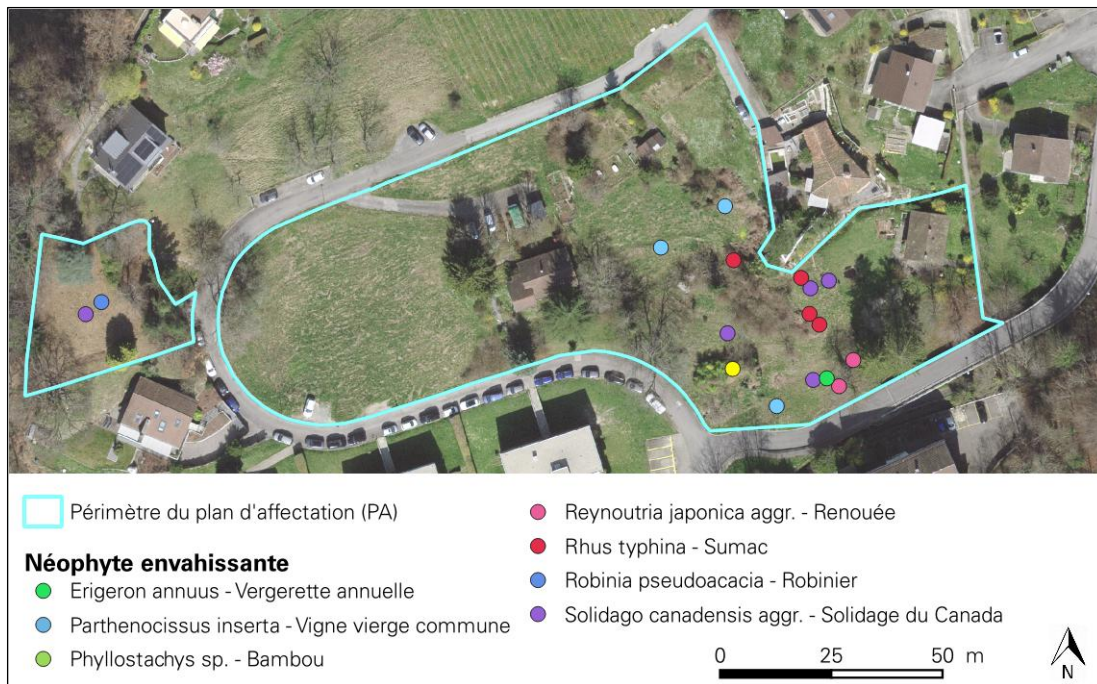 Périmètre du plan d'affectation (PA)
Néophyte envahissante
Erigeron annuus - Vergerette annuelle
Parthenocissus inserta - Vigne vierge commune
Phyllostachys sp. - Bambou
Reynoutria japonica aggr. - Renouée
Rhus typhina - Sumac
Robinia pseudoacacia - Robinier
Solidago canadensis aggr. - Solidage du Canada
0 25 50 m
N